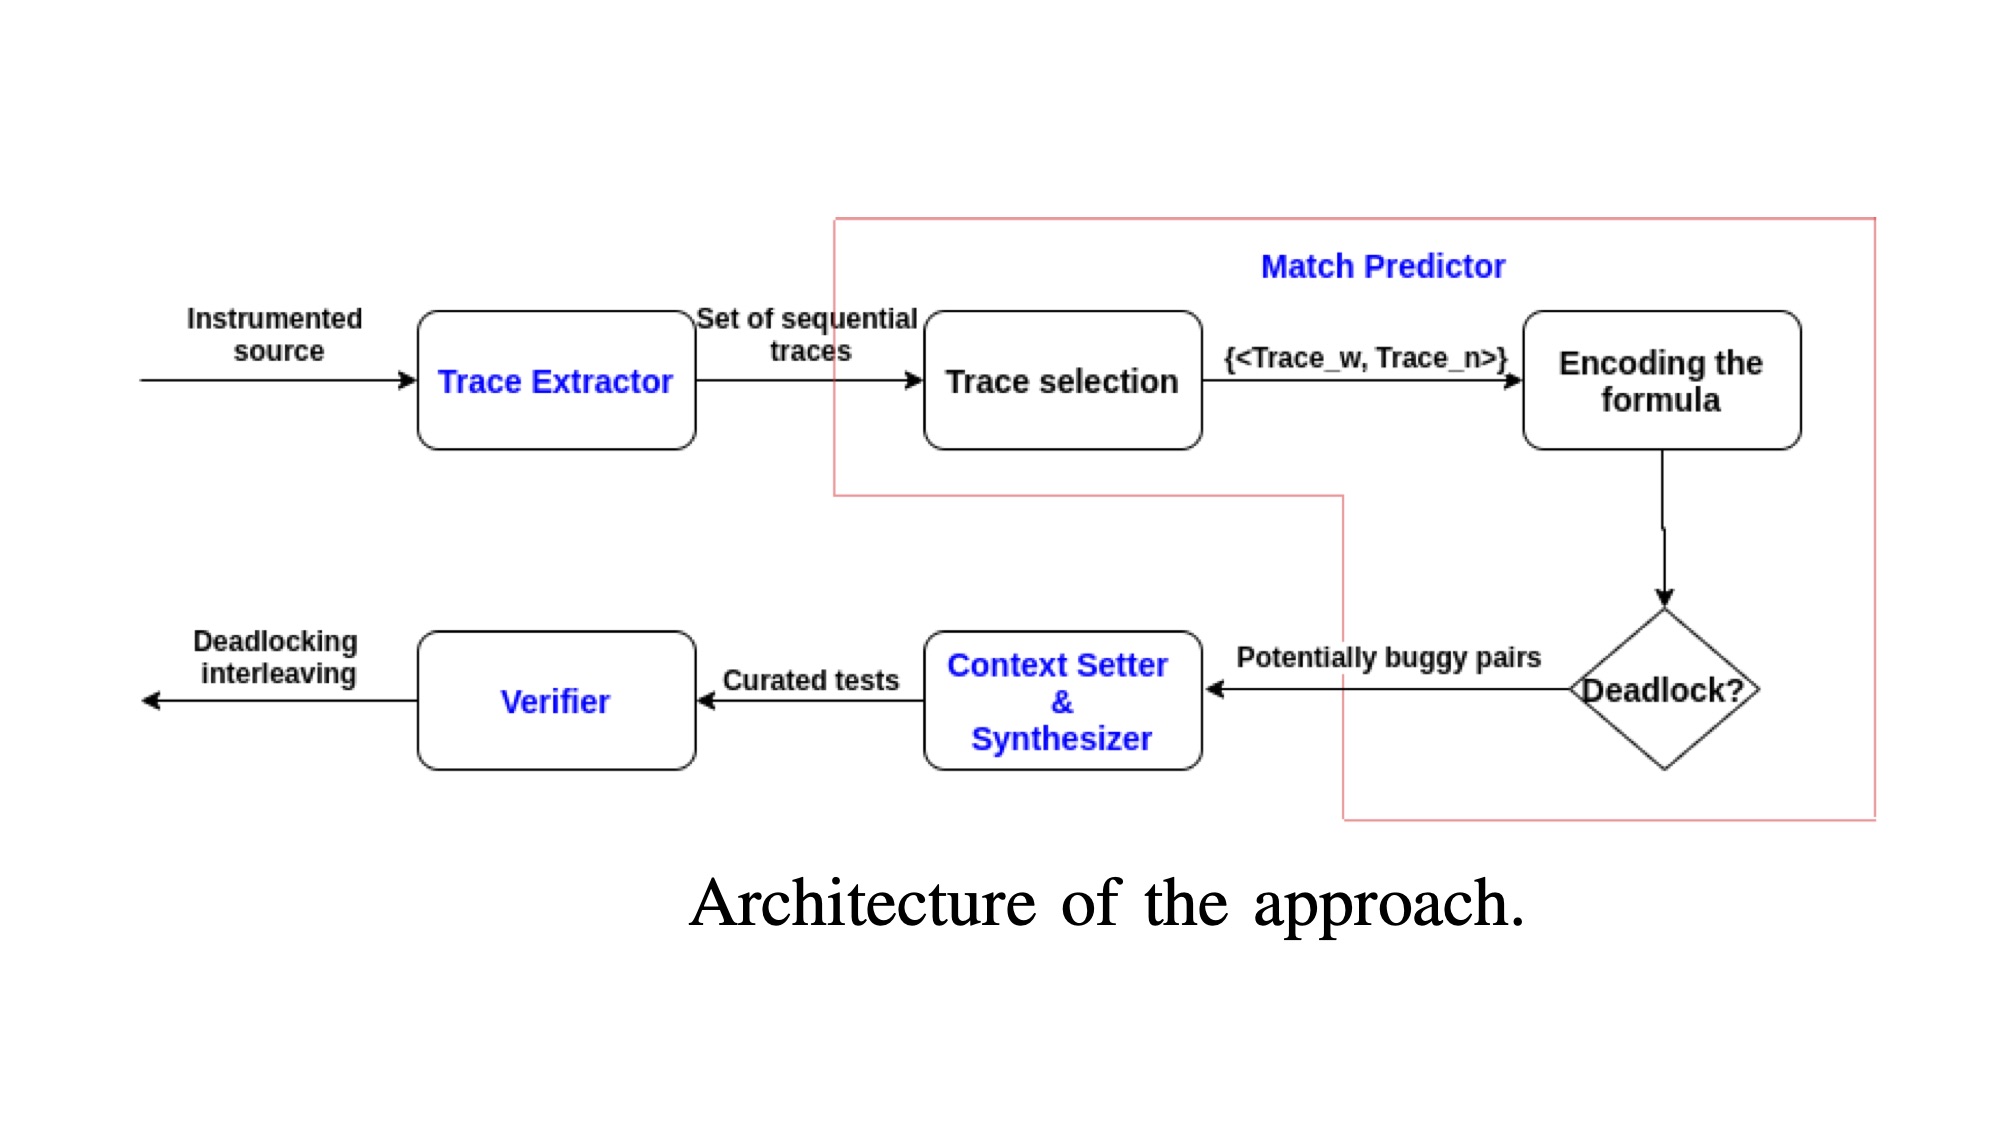 Match Predictor
Instrumented
source
Trace Extractor
Set of sequential
traces
Trace selection
{<Trace_w, Trace_n>}
Encoding the
formula
Deadlock?
Potentially buggy pairs
Context Setter
&
Synthesizer
Curated tests
Verifier
Deadlocking
interleaving
Architecture of the approach.